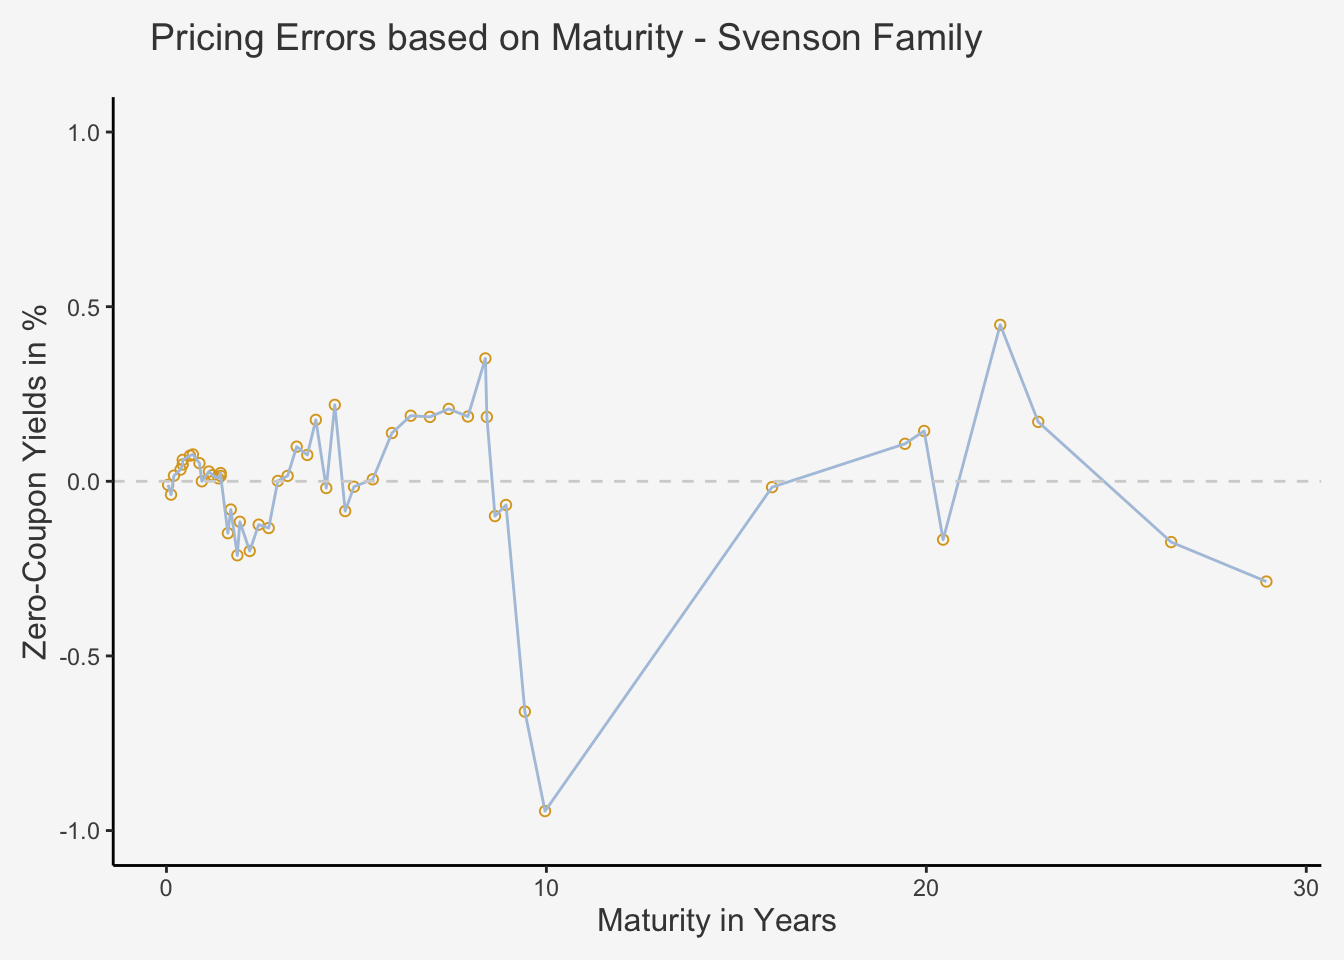 Pricing Errors based on Maturity - Svenson Family
Zero-Coupon Yields in %
1.0
0.5
0.0
-0.5
-1.0
0 10 20 30
Maturity in Years